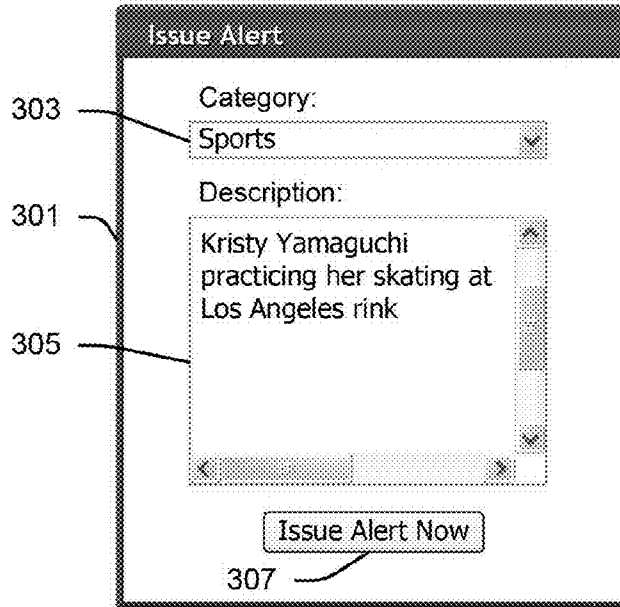 Issue Alert
Category:
303
Sports
Description:
301
Kristy Yamaguchi
practicing her skating at
Los Angeles rink
305
Issue Alert Now
307